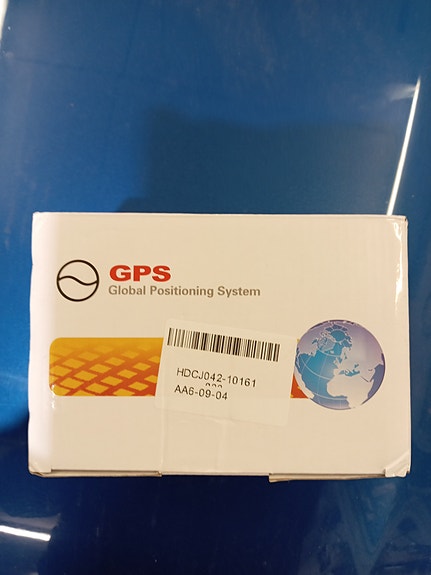 GPS
Global Positioning System
HDCJ042-10161
AA6-09-04